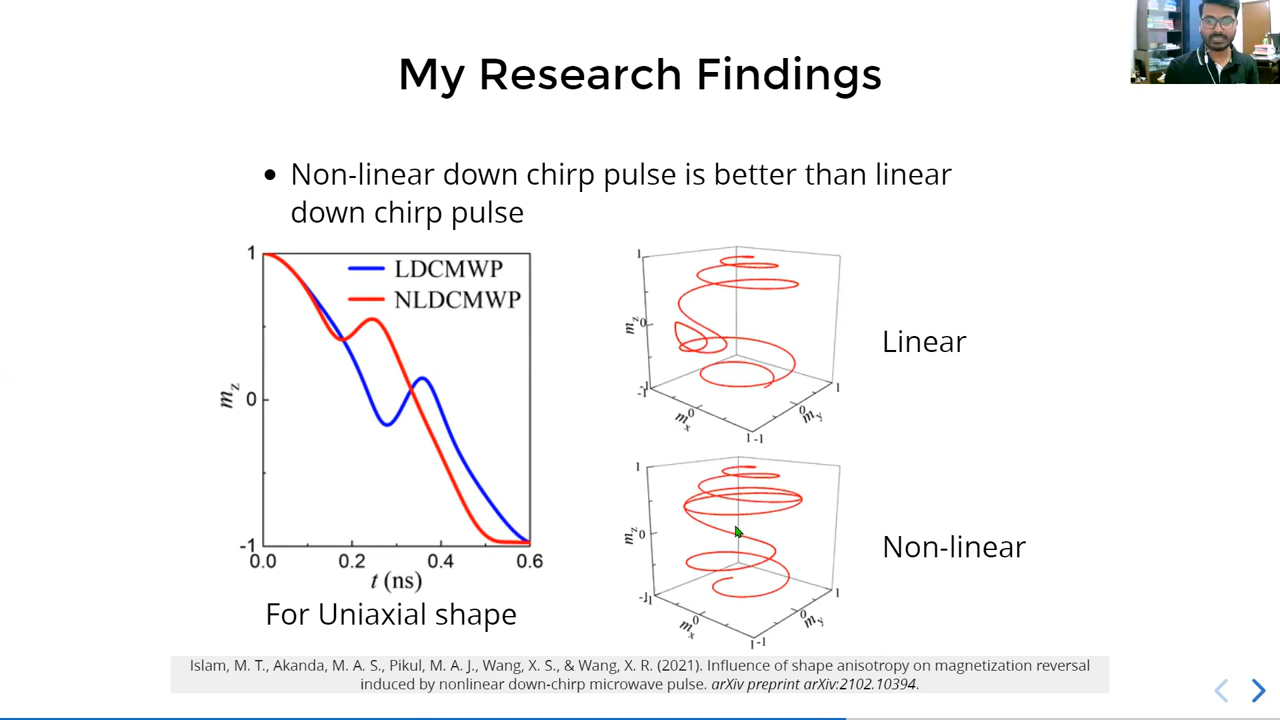 My Research Findings
• Non-linear down chirp pulse is better than linear
down chirp pulse
1
LDCMWP
NLDCMWP
m_z
0
-1
0.0 0.2 0.4 0.6
t (ns)
For Uniaxial shape
1
m_z
0
-1
-1
m_x
0
1
-1
0
m_y
1
Linear
1
m_z
0
-1
-1
m_x
0
1
-1
0
m_y
1
Non-linear
Islam, M. T., Akanda, M. A. S., Pikul, M. A. J., Wang, X. S., & Wang, X. R. (2021). Influence of shape anisotropy on magnetization reversal
induced by nonlinear down-chirp microwave pulse. arXiv preprint arXiv:2102.10394.